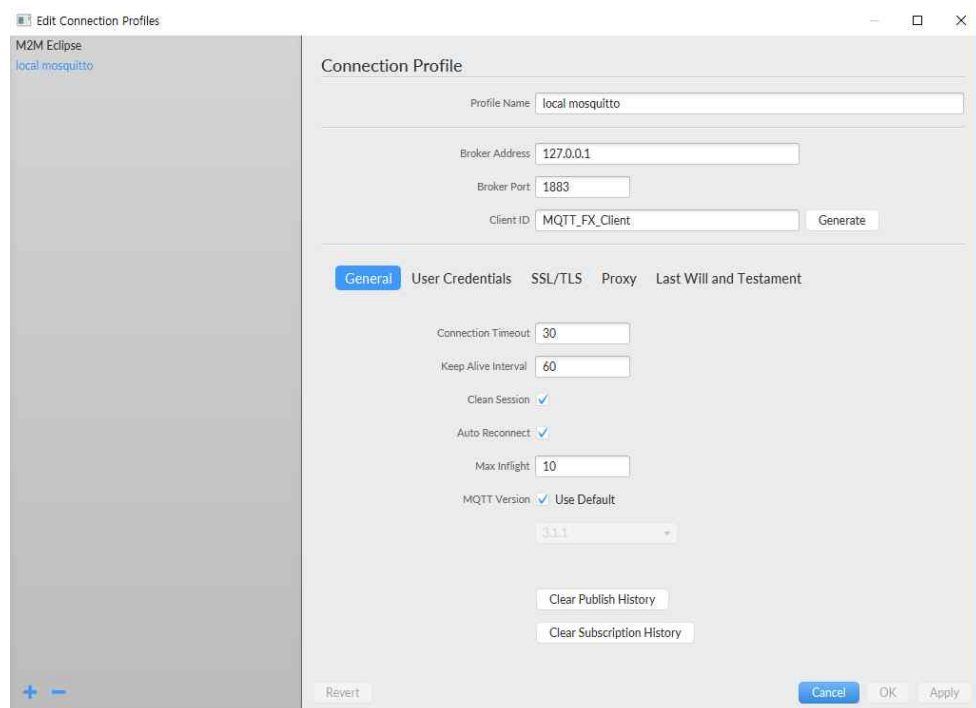 Edit Connection Profiles
M2M Eclipse
local mosquitto
Connection Profile
Profile Name local mosquitto
Broker Address 127.0.0.1
Broker Port 1883
Client ID MQTT_FX_Client Generate
General User Credentials SSL/TLS Proxy Last Will and Testament
Connection Timeout 30
Keep Alive Interval 60
Clean Session
Auto Reconnect
Max Inflight 10
MQTT Version Use Default
3.1.1
Clear Publish History
Clear Subscription History
Revert Cancel OK Apply